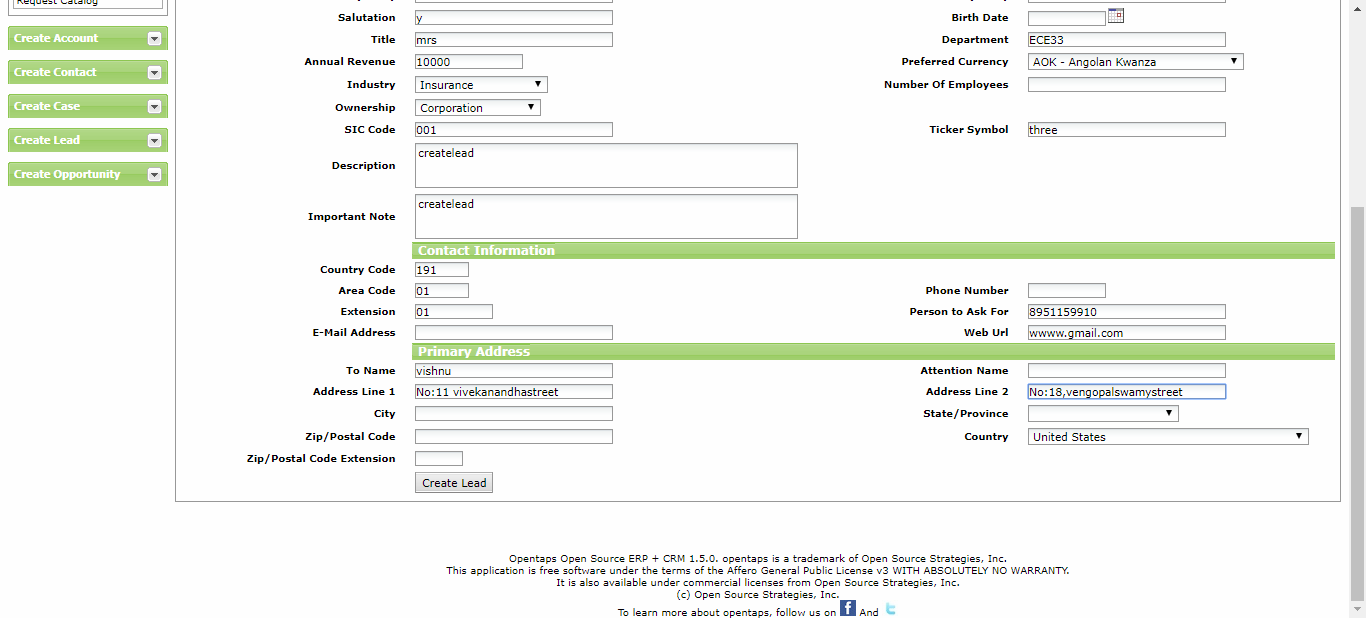 Request Catalog
Create Account
Create Contact
Create Case
Create Lead
Create Opportunity
Salutation y Birth Date
Title mrs Department ECE33
Annual Revenue 10000 Preferred Currency AOK - Angolan Kwanza
Industry Insurance Number Of Employees
Ownership Corporation
SIC Code 001 Ticker Symbol three
Description createlead
Important Note createlead
Contact Information
Country Code 191
Area Code 01 Phone Number
Extension 01 Person to Ask For 8951159910
E-Mail Address Web Url wwww.gmail.com
Primary Address
To Name vishnu Attention Name
Address Line 1 No:11 vivekanandhastreet Address Line 2 No:18,vengopalswamystreet
City State/Province
Zip/Postal Code Country United States
Zip/Postal Code Extension
Create Lead
Opentaps Open Source ERP + CRM 1.5.0. opentaps is a trademark of Open Source Strategies, Inc.
This application is free software under the terms of the Affero General Public License v3 WITH ABSOLUTELY NO WARRANTY.
It is also available under commercial licenses from Open Source Strategies, Inc.
(c) Open Source Strategies, Inc.
To learn more about opentaps, follow us on f And t